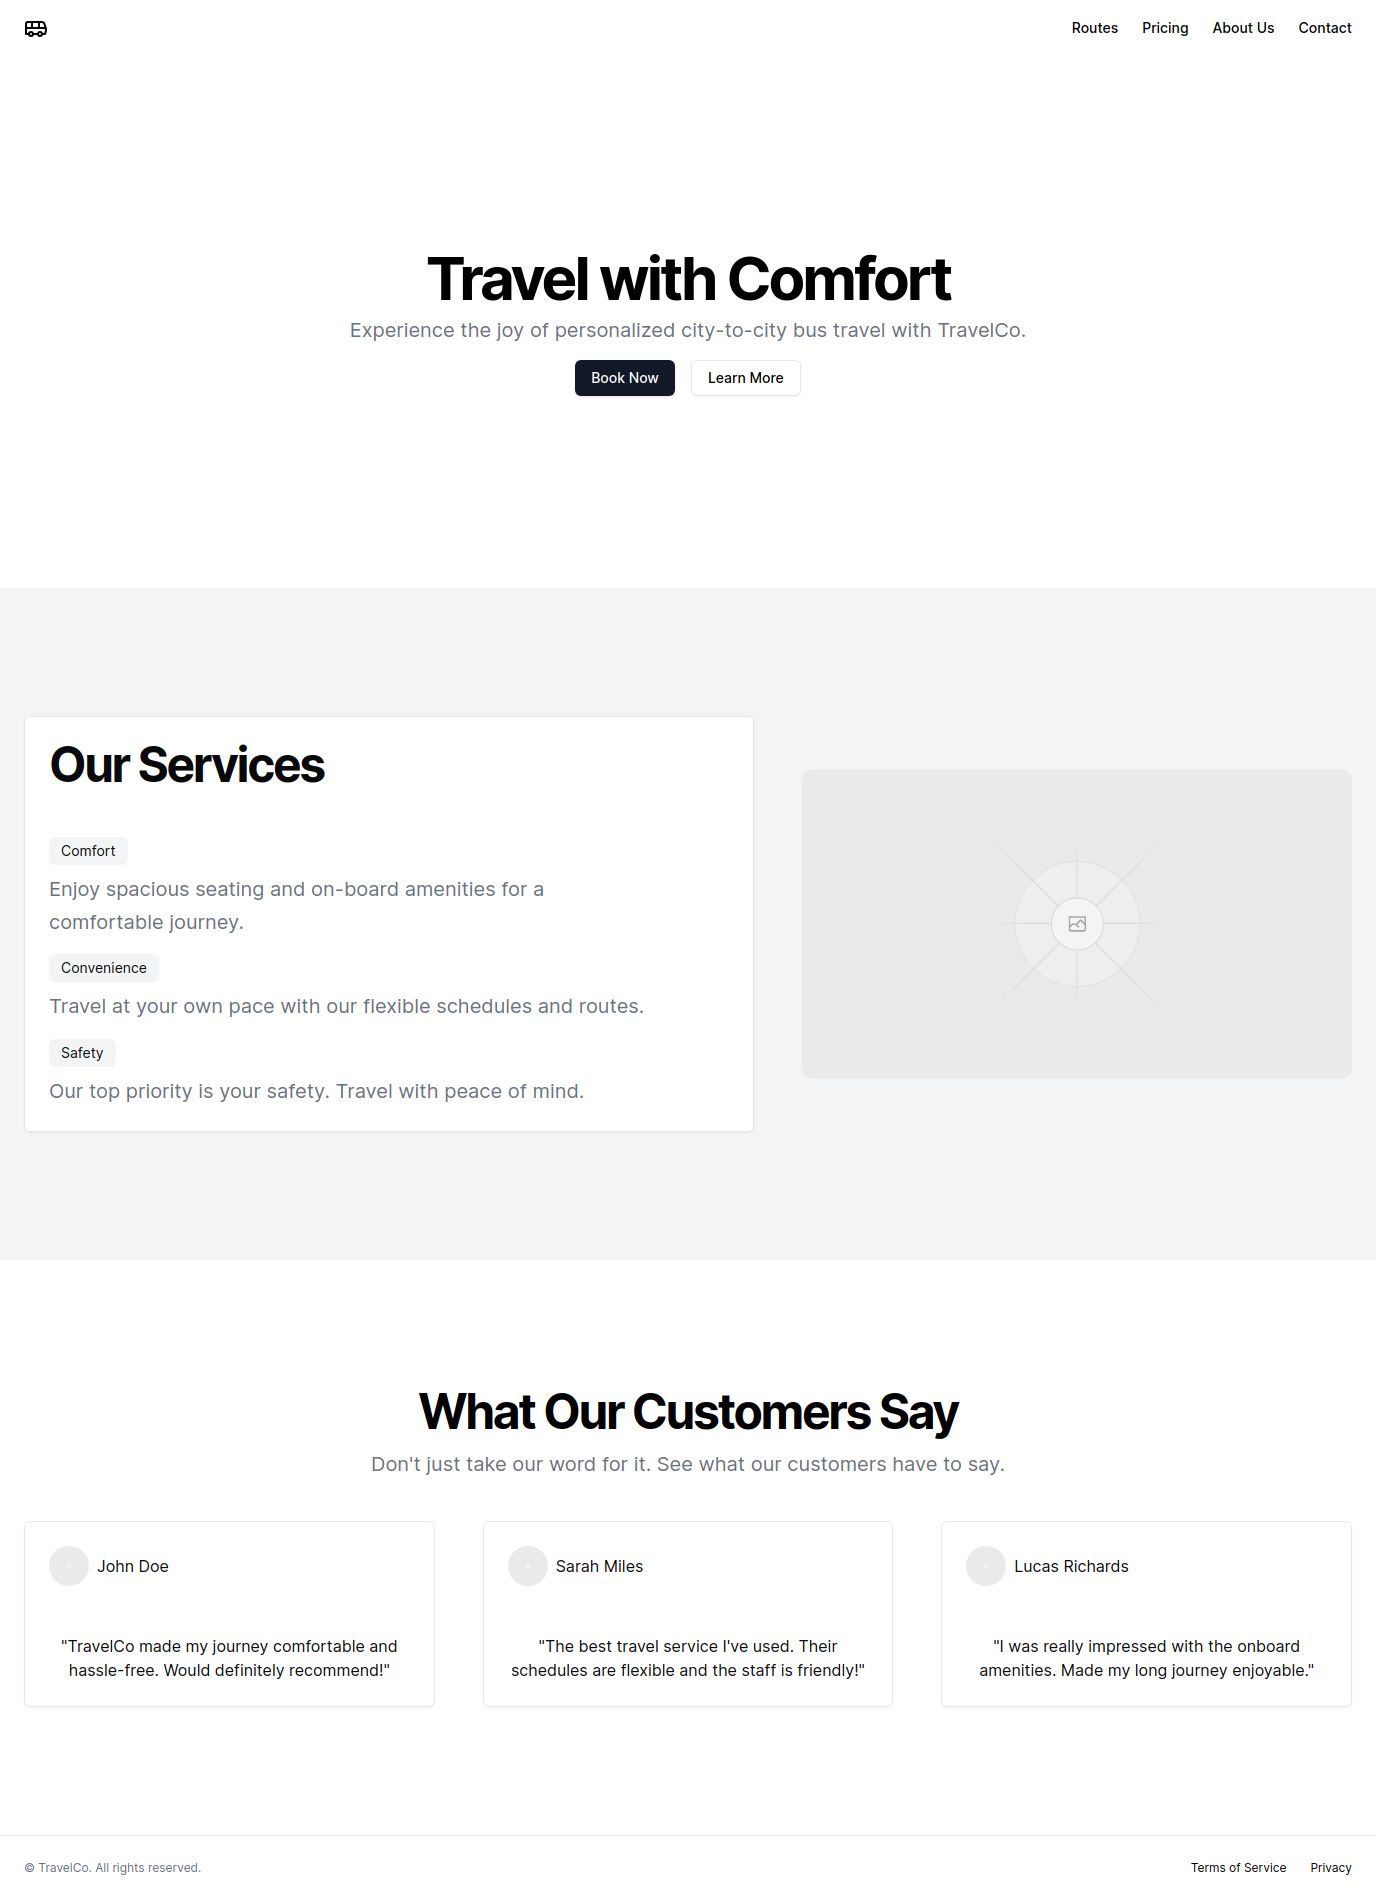 Routes Pricing About Us Contact
Travel with Comfort
Experience the joy of personalized city-to-city bus travel with TravelCo.
Book Now Learn More
Our Services
Comfort
Enjoy spacious seating and on-board amenities for a
comfortable journey.
Convenience
Travel at your own pace with our flexible schedules and routes.
Safety
Our top priority is your safety. Travel with peace of mind.
What Our Customers Say
Don't just take our word for it. See what our customers have to say.
John Doe
"TravelCo made my journey comfortable and
hassle-free. Would definitely recommend!"
Sarah Miles
"The best travel service I've used. Their
schedules are flexible and the staff is friendly!"
Lucas Richards
"I was really impressed with the onboard
amenities. Made my long journey enjoyable."
© TravelCo. All rights reserved.
Terms of Service Privacy